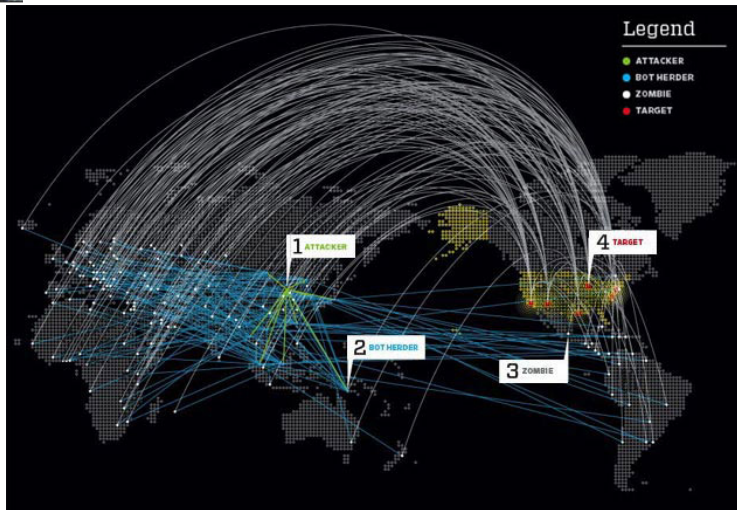 Legend
ATTACKER
BOT HERDER
ZOMBIE
TARGET
1 ATTACKER
4 TARGET
2 BOT HERDER
3 ZOMBIE